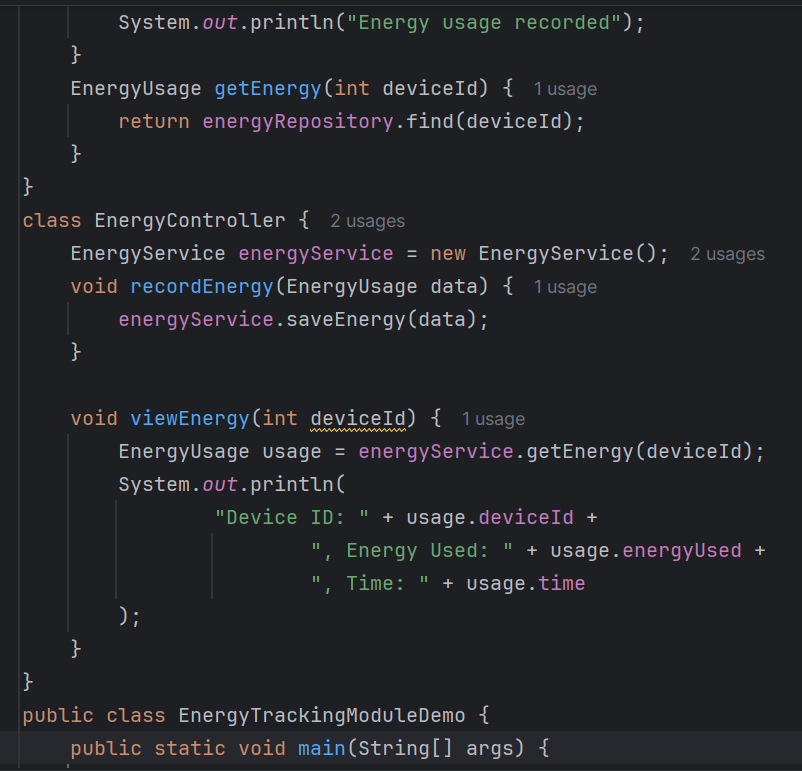 System.out.println("Energy usage recorded");
}
EnergyUsage getEnergy(int deviceId) { 1 usage
return energyRepository.find(deviceId);
}
}
class EnergyController { 2 usages
EnergyService energyService = new EnergyService(); 2 usages
void recordEnergy(EnergyUsage data) { 1 usage
energyService.saveEnergy(data);
}
void viewEnergy(int deviceId) { 1 usage
EnergyUsage usage = energyService.getEnergy(deviceId);
System.out.println(
"Device ID: " + usage.deviceId +
", Energy Used: " + usage.energyUsed +
", Time: " + usage.time
);
}
}
public class EnergyTrackingModuleDemo {
public static void main(String[] args) {